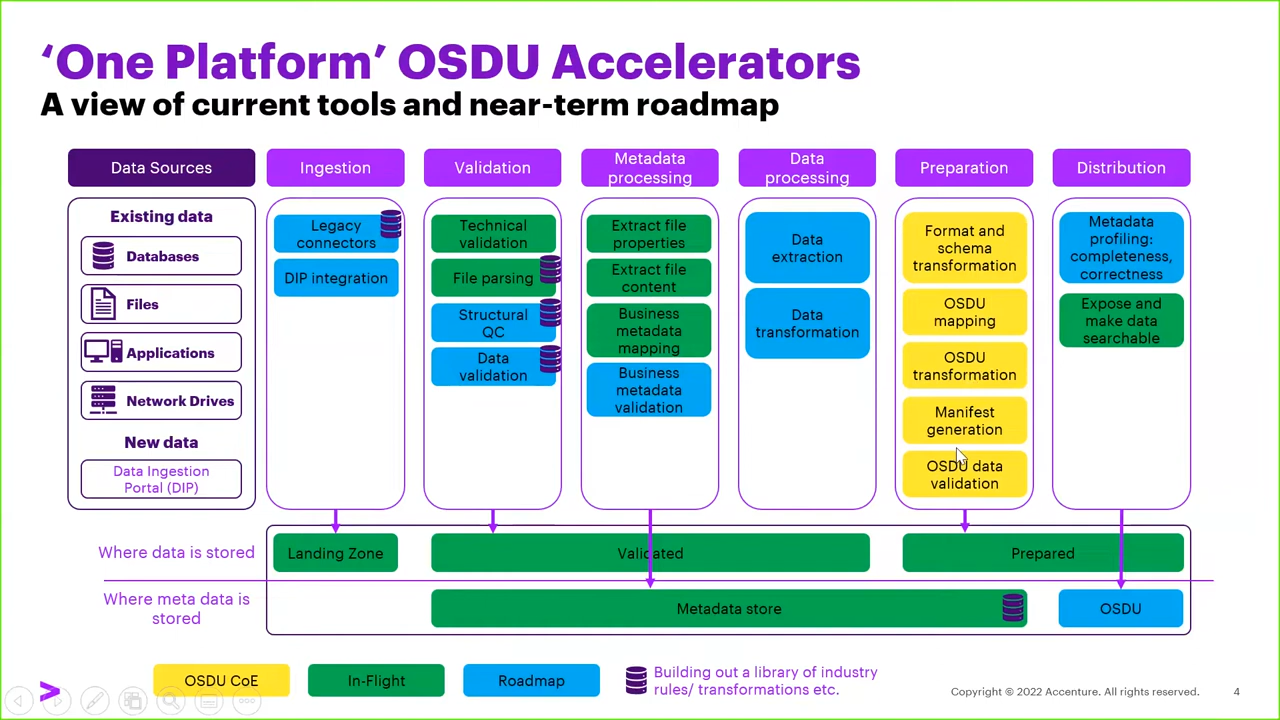 ‘One Platform’ OSDU Accelerators
A view of current tools and near-term roadmap
Data Sources
Ingestion
Validation
Metadata
processing
Data
processing
Preparation
Distribution
Existing data
Databases
Files
Applications
Network Drives
New data
Data Ingestion
Portal (DIP)
Legacy
connectors
DIP integration
Technical
validation
File parsing
Structural
QC
Data
validation
Extract file
properties
Extract file
content
Business
metadata
mapping
Business
metadata
validation
Data
extraction
Data
transformation
Format and
schema
transformation
OSDU
mapping
OSDU
transformation
Manifest
generation
OSDU data
validation
Metadata
profiling:
completeness,
correctness
Expose and
make data
searchable
Where data is stored
Landing Zone
Validated
Prepared
Where meta data is
stored
Metadata store
OSDU
OSDU CoE
In-Flight
Roadmap
Building out a library of industry
rules/ transformations etc.
Copyright © 2022 Accenture. All rights reserved.
4